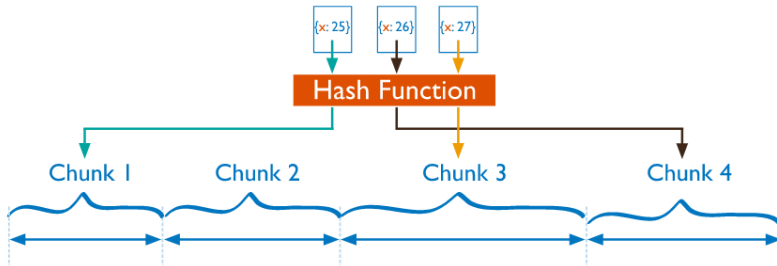 {x: 25} {x: 26} {x: 27}
Hash Function
Chunk 1 Chunk 2 Chunk 3 Chunk 4